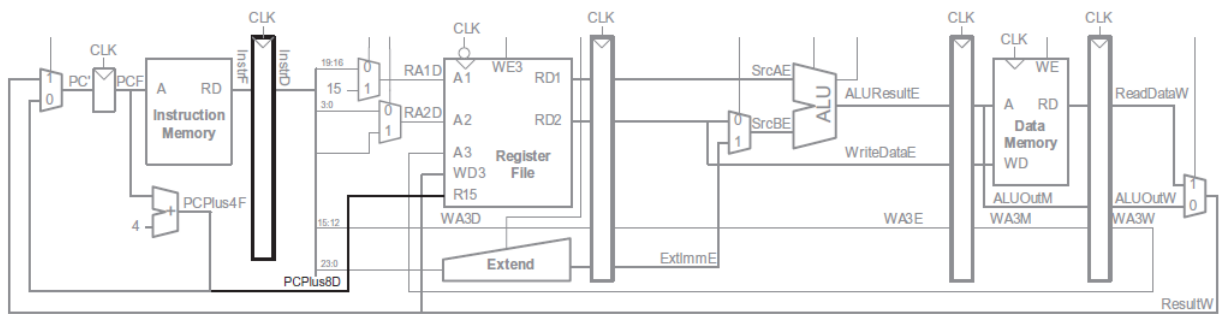 CLK CLK CLK CLK
CLK CLK CLK
1 0 PC' PCF
A RD
Instruction Memory
InstrF InstrD
4 + PCPlus4F
19:16 15 0 1 RA1D
3:0 0 1 RA2D
15:12
23:0
PCPlus8D
A1 WE3 RD1
A2 RD2
A3
WD3 Register File
R15
WA3D
Extend
ExtImmE
0 1
SrcAE
SrcBE
ALU
ALUResultE
WriteDataE
WA3E
WE
A RD
Data Memory
WD
ALUOutM
WA3M
ReadDataW
ALUOutW
WA3W
1 0
ResultW